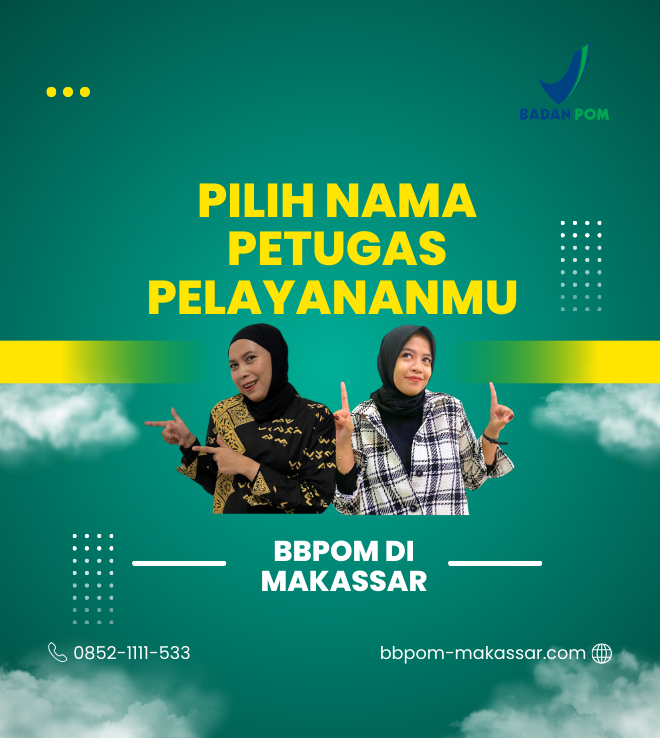 BADAN POM
PILIH NAMA
PETUGAS
PELAYANANMU
BBPOM DI
MAKASSAR
0852-1111-533
bbpom-makassar.com